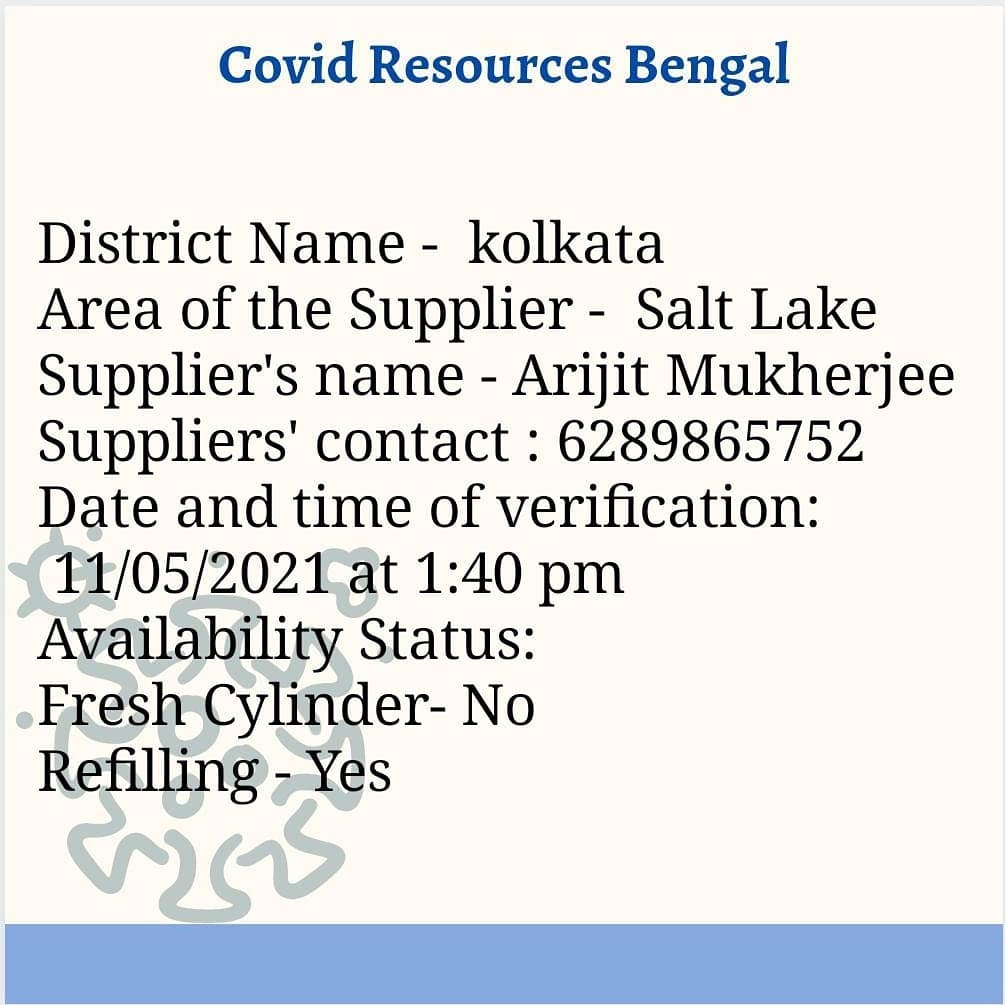 Covid Resources Bengal
District Name -  kolkata
Area of the Supplier -  Salt Lake
Supplier's name - Arijit Mukherjee
Suppliers' contact : 6289865752
Date and time of verification:
11/05/2021 at 1:40 pm
Availability Status:
Fresh Cylinder- No
Refilling - Yes